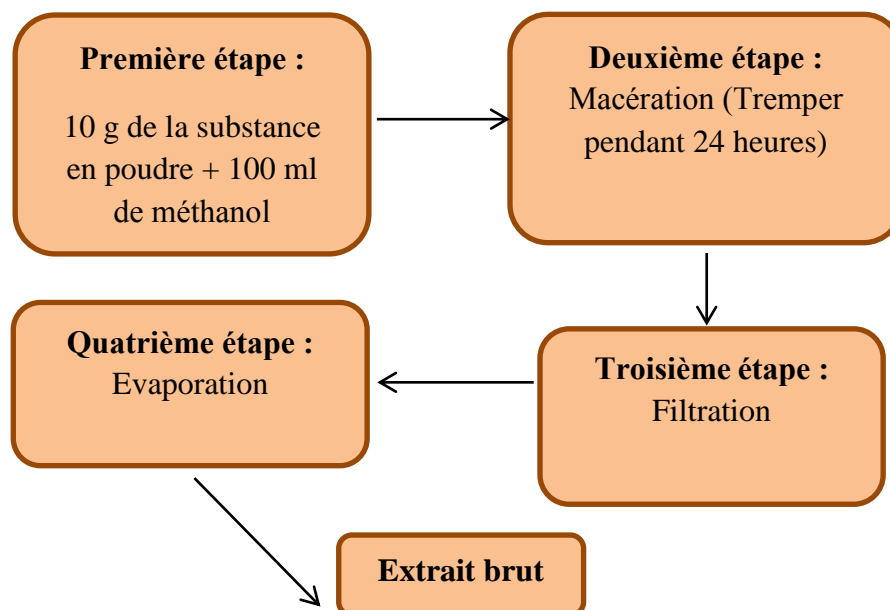 Première étape :
10 g de la substance
en poudre + 100 ml
de méthanol
Deuxième étape :
Macération (Tremper
pendant 24 heures)
Troisième étape :
Filtration
Quatrième étape :
Evaporation
Extrait brut